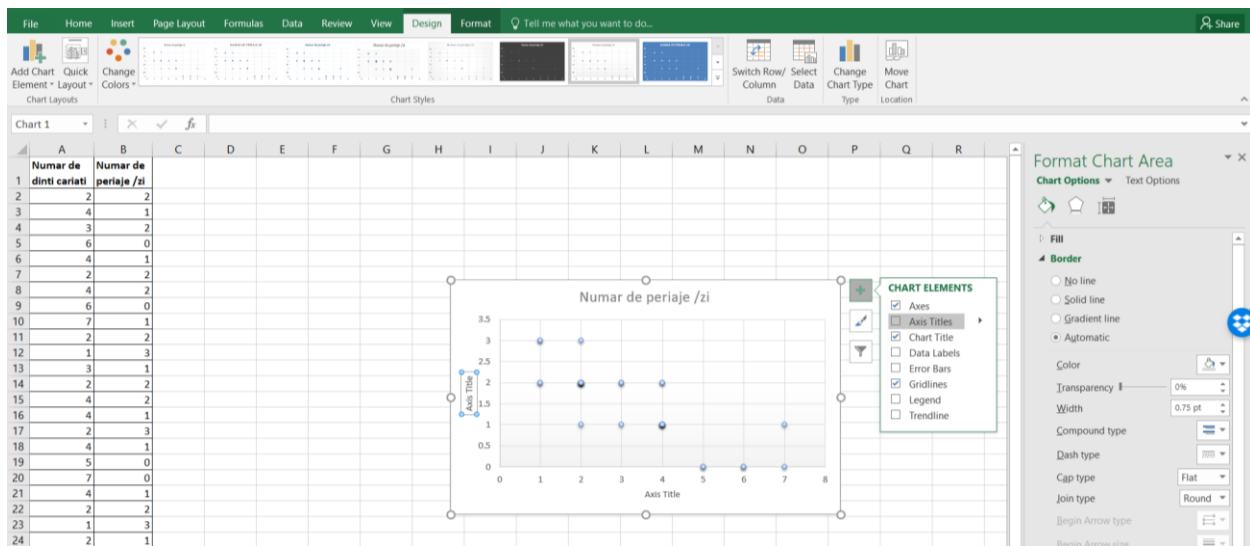 File Home Insert Page Layout Formulas Data Review View Design Format Tell me what you want to do... Share
Add Chart Element Quick Layout Change Colors Switch Row/ Column Select Data Change Chart Type Move Chart
Chart Layouts Chart Styles Data Type Location
Chart 1 fx
A B C D E F G H I J K L M N O P Q R
1 Numar de dinti cariati Numar de periaje /zi
2 2 2
3 4 1
4 3 2
5 6 0
6 4 1
7 2 2
8 4 2
9 6 0
10 7 1
11 2 2
12 1 3
13 3 1
14 2 2
15 4 2
16 4 1
17 2 3
18 4 1
19 5 0
20 7 0
21 4 1
22 2 2
23 1 3
24 2 1
Numar de periaje /zi
3.5
3
2.5
2
1.5
1
0.5
0
0 1 2 3 4 5 6 7 8
Axis Title
Axis Title
CHART ELEMENTS
Axes
Axis Titles
Chart Title
Data Labels
Error Bars
Gridlines
Legend
Trendline
Format Chart Area
Chart Options Text Options
Fill
Border
No line
Solid line
Gradient line
Automatic
Color
Transparency 0%
Width 0.75 pt
Compound type
Dash type
Cap type Flat
Join type Round
Begin Arrow type
Begin Arrow size